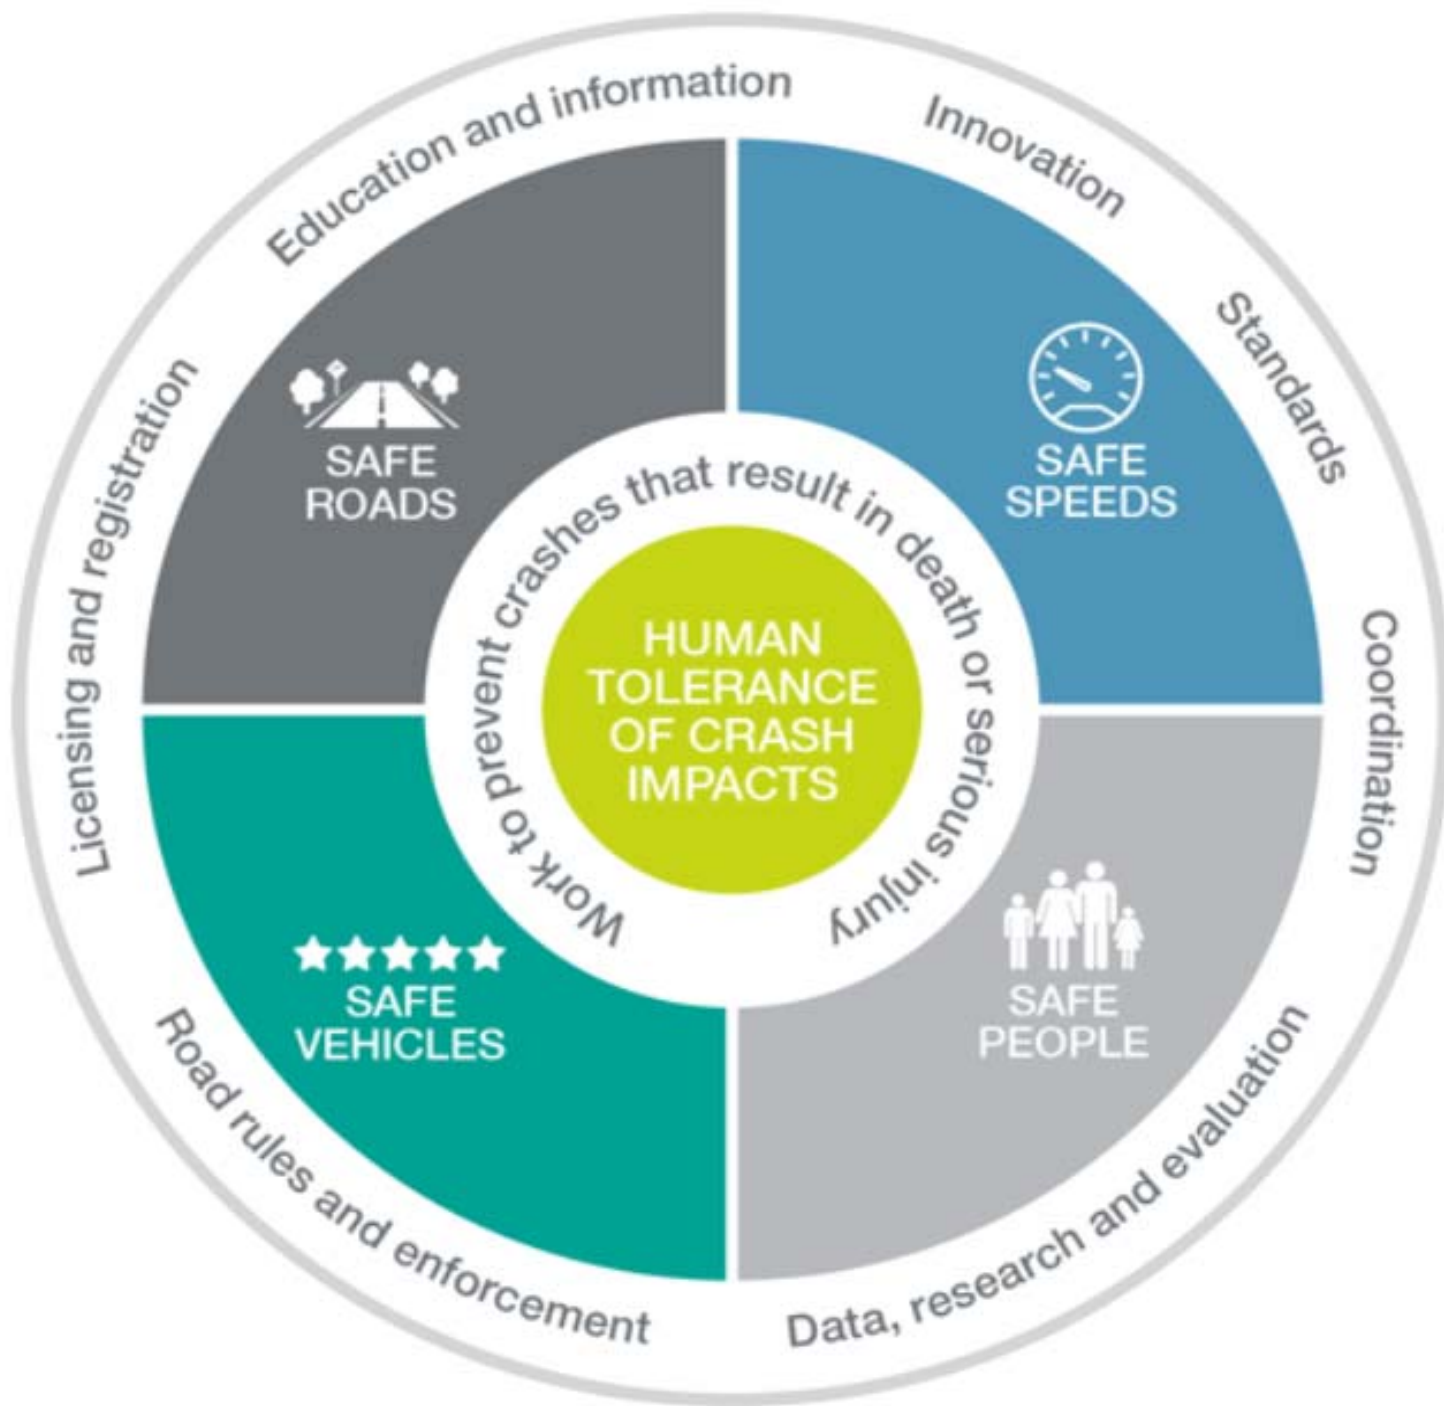 Education and information
Innovation
Standards
Coordination
Data, research and evaluation
Road rules and enforcement
Licensing and registration
SAFE
ROADS
SAFE
SPEEDS
SAFE
PEOPLE
SAFE
VEHICLES
Work to prevent crashes that result in death or serious injury
HUMAN
TOLERANCE
OF CRASH
IMPACTS